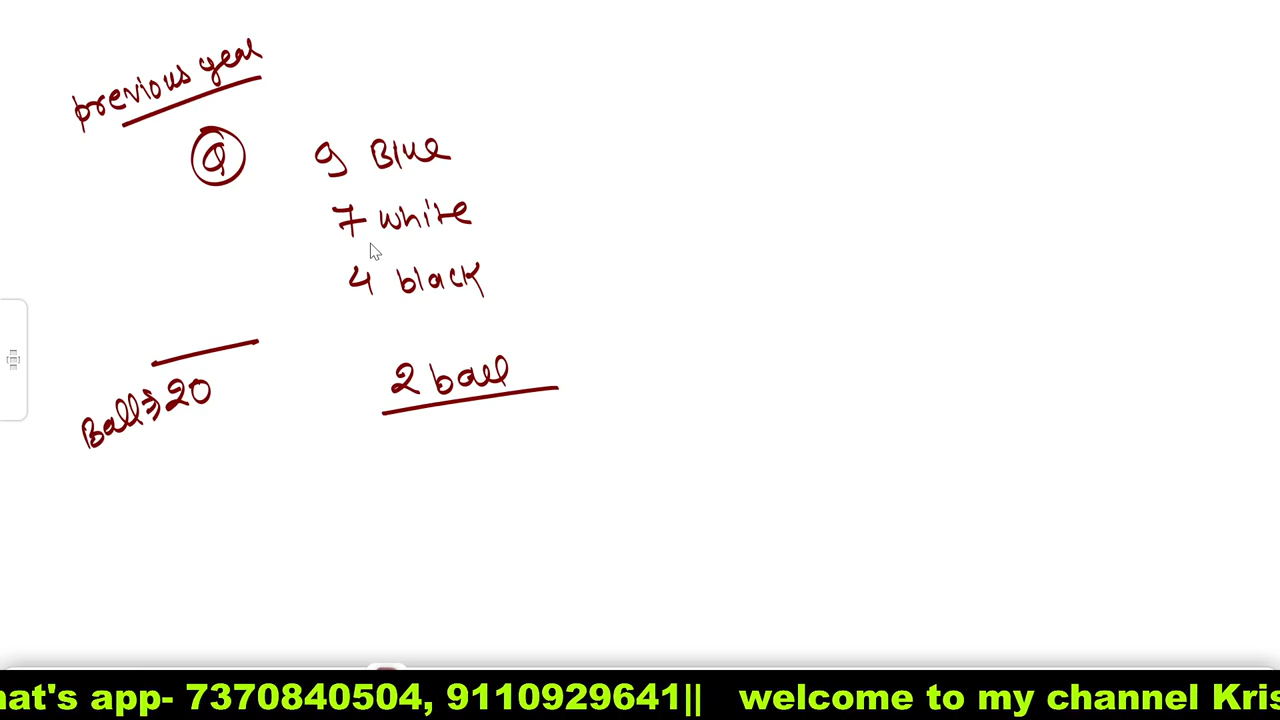 previous year
Q 9 Blue
7 white
4 black
2 ball
Ball⇒20
hat's app- 7370840504, 9110929641|| welcome to my channel Kris